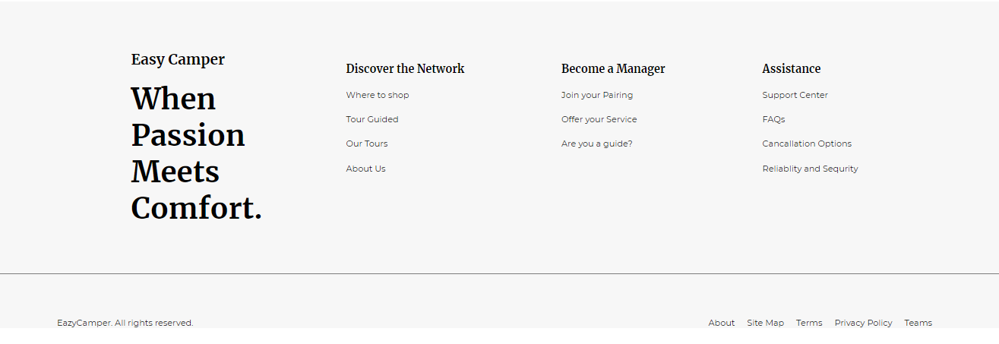 Easy Camper
When
Passion
Meets
Comfort.
Discover the Network
Where to shop
Tour Guided
Our Tours
About Us
Become a Manager
Join your Pairing
Offer your Service
Are you a guide?
Assistance
Support Center
FAQs
Cancallation Options
Reliablity and Sequrity
EazyCamper. All rights reserved.
About Site Map Terms Privacy Policy Teams